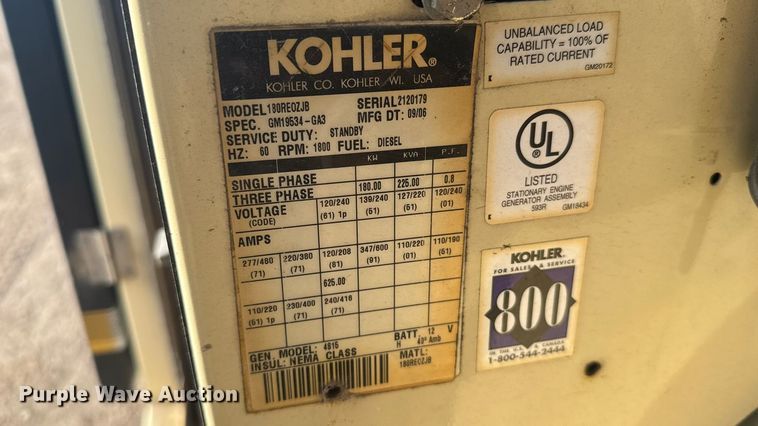 KOHLER®
KOHLER CO. KOHLER WI. USA
MODEL 180REOZJB SERIAL 2120179
SPEC. GM19534-GA3 MFG DT: 09/06
SERVICE DUTY: STANDBY
HZ: 60 RPM: 1800 FUEL: DIESEL
KW KVA P.F.
SINGLE PHASE
THREE PHASE 180.00 225.00 0.8
VOLTAGE 120/240 139/240 127/220 120/240
(CODE) (61) 1p (61) (61) (01)
AMPS
277/480 220/380 120/208 347/600 110/220 110/190
(71) (71) (61) (91) (01) (61)
625.00
110/220 230/400 240/416
(61) 1p (71) (71)
GEN. MODEL: 4S15 BATT. 12 V
INSUL: NEMA CLASS H 40° Amb
MATL:
180REOZJB
UNBALANCED LOAD
CAPABILITY = 100% OF
RATED CURRENT
GM20172
UL
®
LISTED
STATIONARY ENGINE
GENERATOR ASSEMBLY
593R GM18434
KOHLER®
FOR SALES & SERVICE
800
IN THE U.S. & CANADA
1-800-544-2444
Purple Wave Auction®